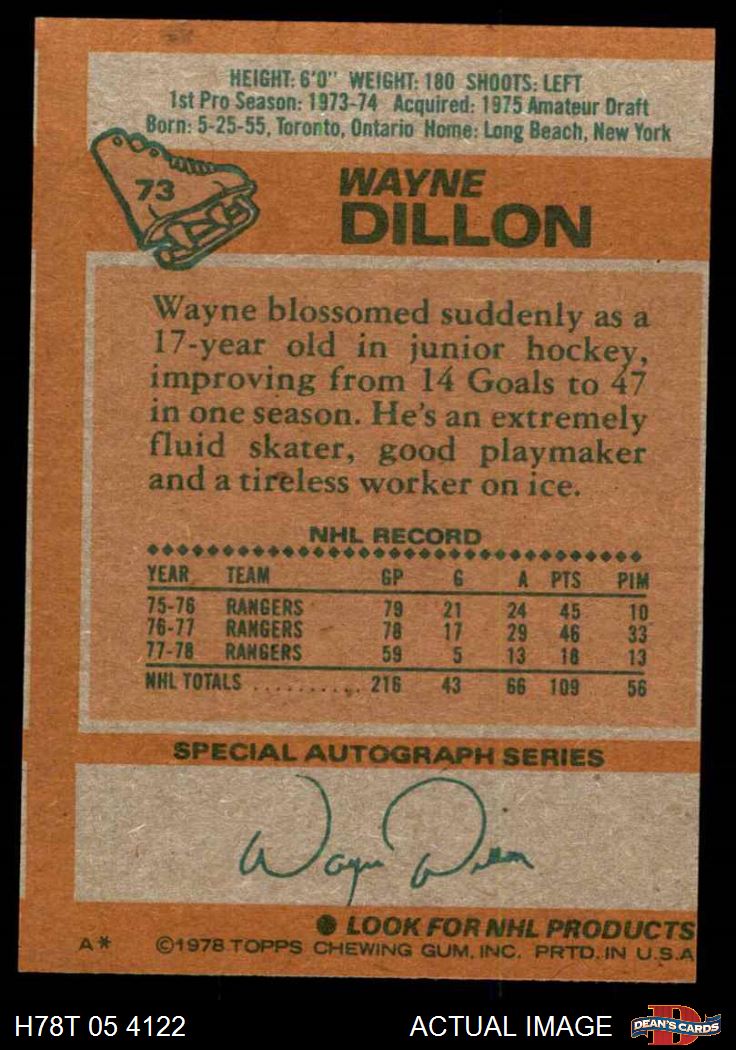 HEIGHT: 6'0" WEIGHT: 180 SHOOTS: LEFT
1st Pro Season: 1973-74 Acquired: 1975 Amateur Draft
Born: 5-25-55, Toronto, Ontario Home: Long Beach, New York
73
WAYNE
DILLON
Wayne blossomed suddenly as a
17-year old in junior hockey,
improving from 14 Goals to 47
in one season. He's an extremely
fluid skater, good playmaker
and a tireless worker on ice.
NHL RECORD
YEAR TEAM GP G A PTS PIM
75-76 RANGERS 79 21 24 45 10
76-77 RANGERS 78 17 29 46 33
77-78 RANGERS 59 5 13 18 13
NHL TOTALS .......... 216 43 66 109 56
SPECIAL AUTOGRAPH SERIES
Wayne Dillon
● LOOK FOR NHL PRODUCTS
A* ©1978 TOPPS CHEWING GUM, INC. PRTD. IN U.S.A
H78T 05 4122 ACTUAL IMAGE
D
DEAN'S CARDS